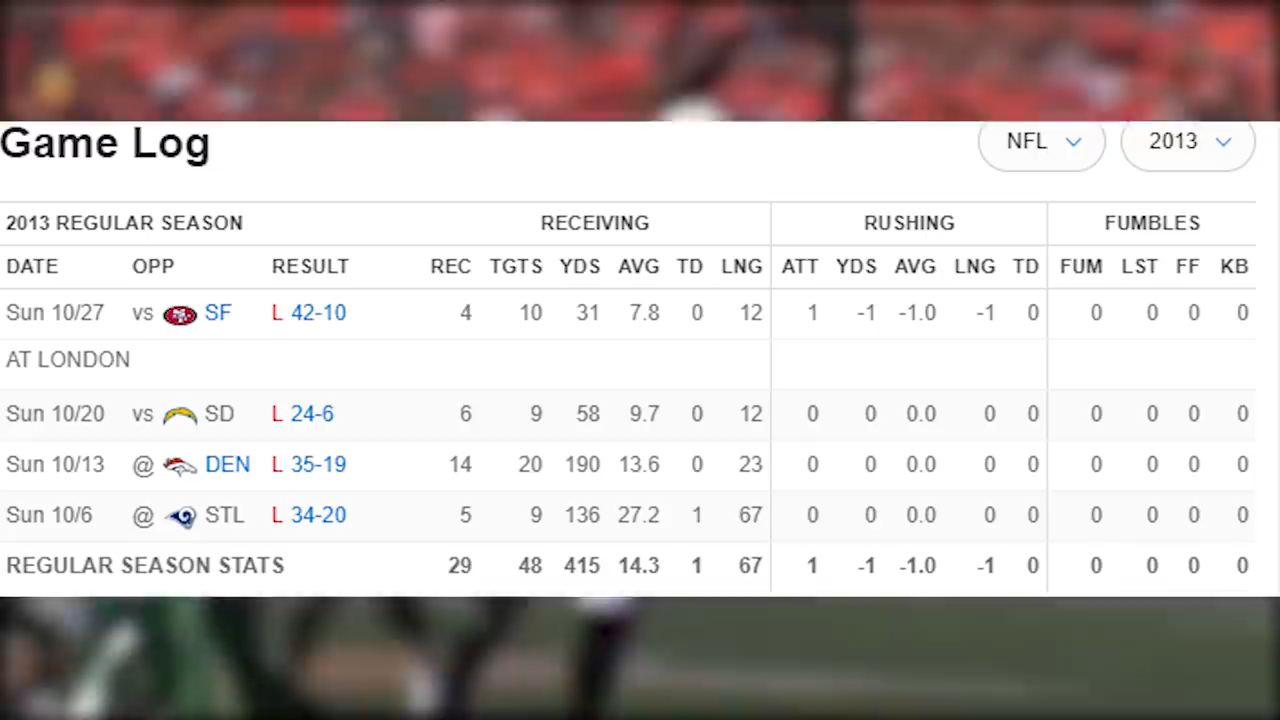 Game Log NFL 2013
2013 REGULAR SEASON RECEIVING RUSHING FUMBLES
DATE OPP RESULT REC TGTS YDS AVG TD LNG ATT YDS AVG LNG TD FUM LST FF KB
Sun 10/27 vs SF L 42-10 4 10 31 7.8 0 12 1 -1 -1.0 -1 0 0 0 0 0
AT LONDON
Sun 10/20 vs SD L 24-6 6 9 58 9.7 0 12 0 0 0.0 0 0 0 0 0 0
Sun 10/13 @ DEN L 35-19 14 20 190 13.6 0 23 0 0 0.0 0 0 0 0 0 0
Sun 10/6 @ STL L 34-20 5 9 136 27.2 1 67 0 0 0.0 0 0 0 0 0 0
REGULAR SEASON STATS 29 48 415 14.3 1 67 1 -1 -1.0 -1 0 0 0 0 0